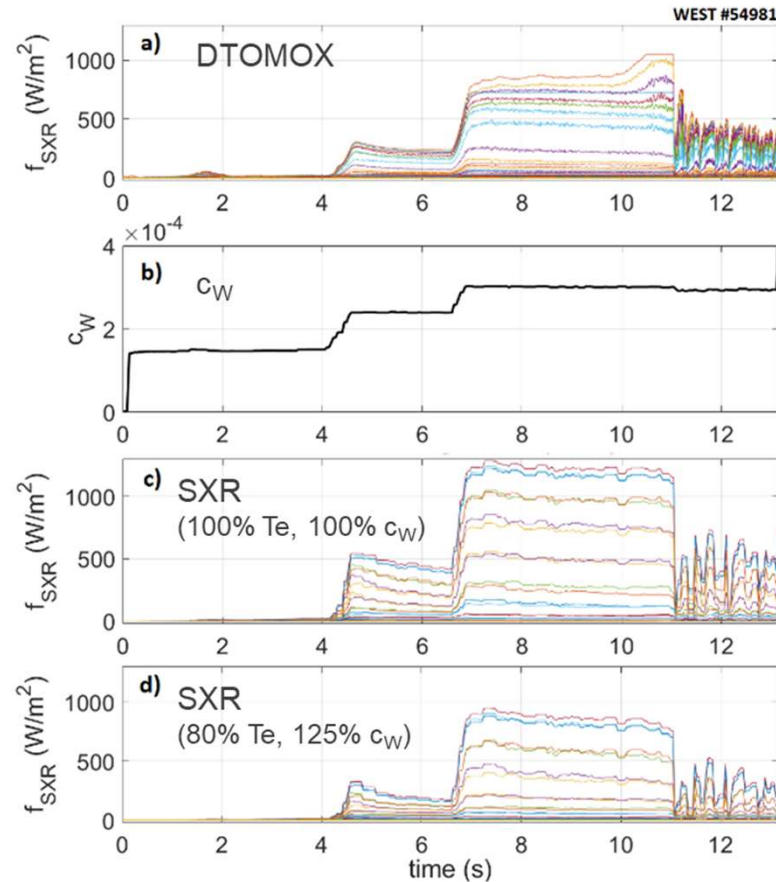 WEST #54981
a) DTOMOX
f_SXR (W/m²)
1000
500
0
0 2 4 6 8 10 12
×10⁻⁴
b) c_W
c_W
4
2
0
0 2 4 6 8 10 12
c) SXR
(100% Te, 100% c_W)
f_SXR (W/m²)
1000
500
0
0 2 4 6 8 10 12
d) SXR
(80% Te, 125% c_W)
f_SXR (W/m²)
1000
500
0
0 2 4 6 8 10 12
time (s)